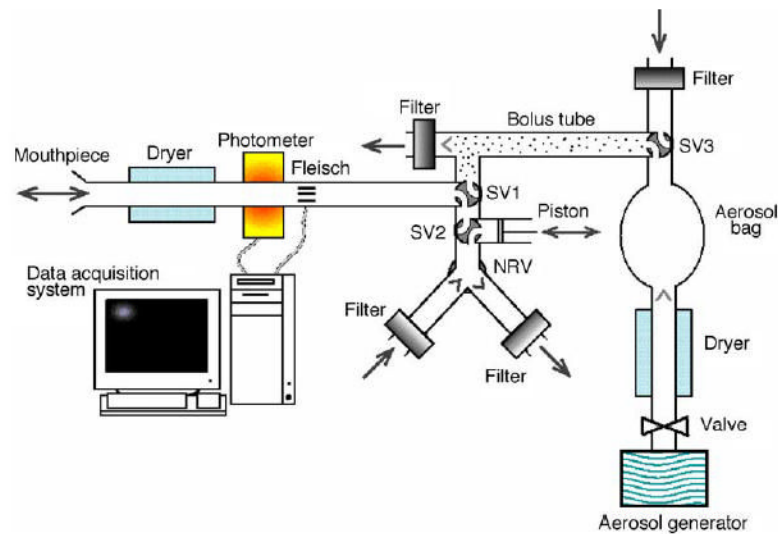 Filter
Filter
Bolus tube
SV3
Photometer
Mouthpiece
Dryer
Fleisch
SV1
Aerosol
bag
SV2
Piston
NRV
Data acquisition
system
Filter
Filter
Dryer
Valve
Aerosol generator